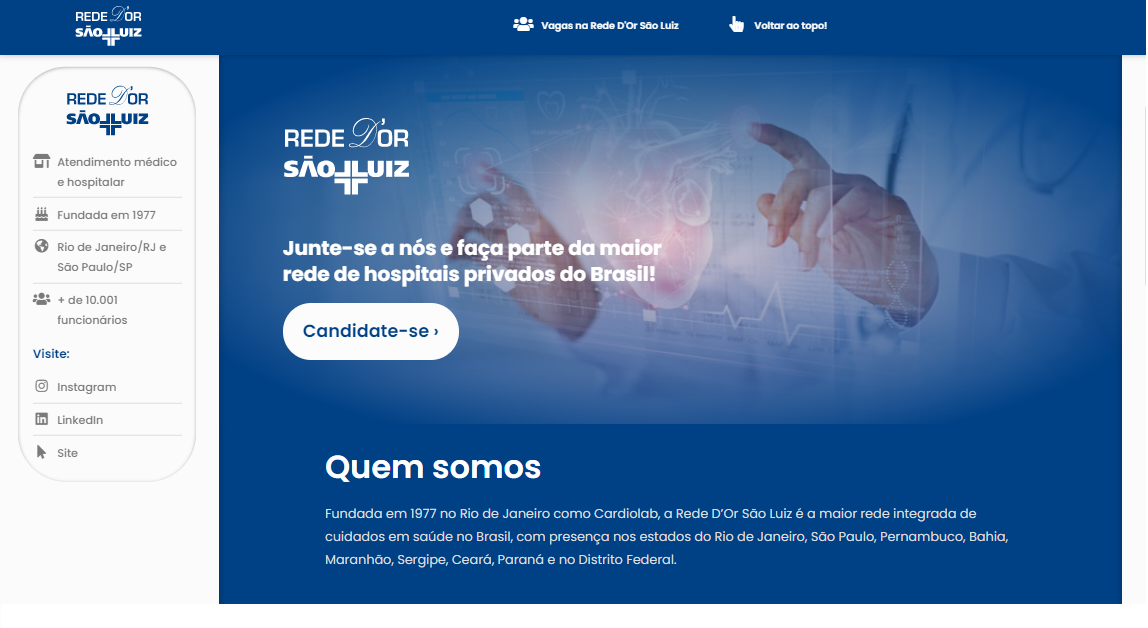 REDE D'OR
SÃO LUIZ
Vagas na Rede D'Or São Luiz
Voltar ao topo!
REDE D'OR
SÃO LUIZ
Atendimento médico
e hospitalar
Fundada em 1977
Rio de Janeiro/RJ e
São Paulo/SP
+ de 10.001
funcionários
Visite:
Instagram
LinkedIn
Site
REDE D'OR
SÃO LUIZ
Junte-se a nós e faça parte da maior
rede de hospitais privados do Brasil!
Candidate-se ›
Quem somos
Fundada em 1977 no Rio de Janeiro como Cardiolab, a Rede D’Or São Luiz é a maior rede integrada de
cuidados em saúde no Brasil, com presença nos estados do Rio de Janeiro, São Paulo, Pernambuco, Bahia,
Maranhão, Sergipe, Ceará, Paraná e no Distrito Federal.